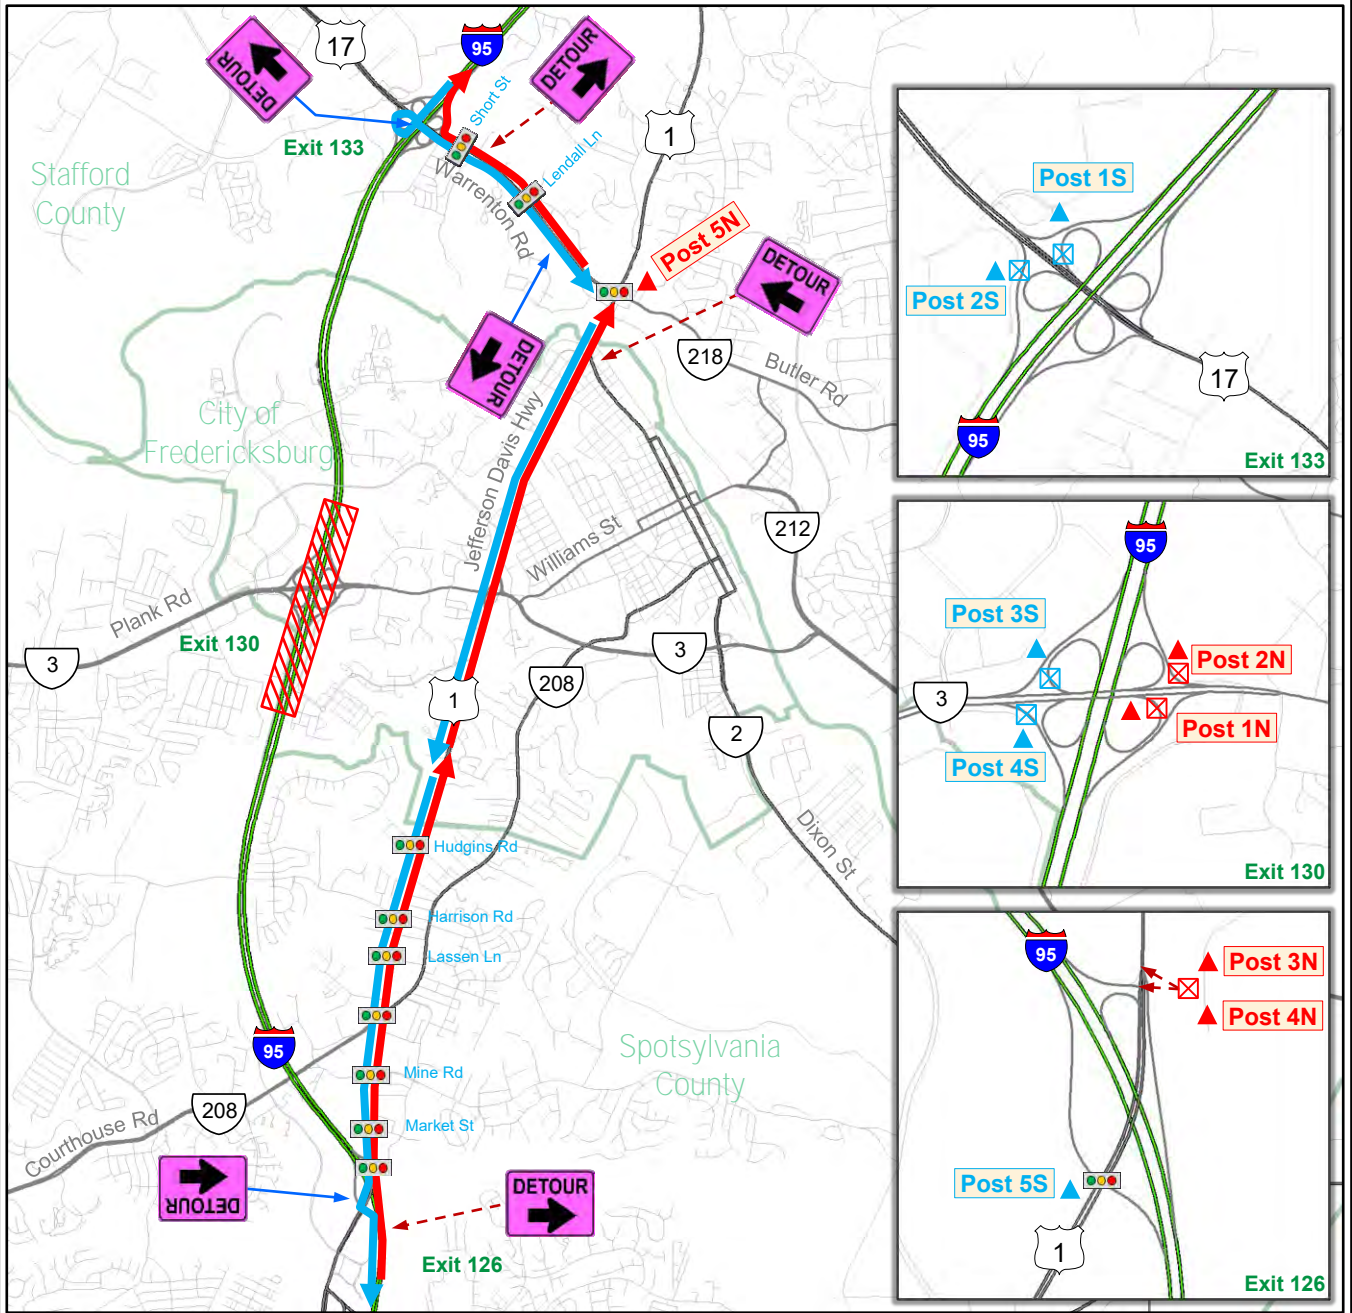 17
95
DETOUR
DETOUR
Short St
1
Exit 133
Lendall Ln
Warrenton Rd
Stafford
County
Post 5N
DETOUR
DETOUR
218
Butler Rd
City of
Fredericksburg
Jefferson Davis Hwy
Williams St
212
Plank Rd
Exit 130
3
3
208
1
2
Dixon St
Hudgins Rd
Harrison Rd
Lassen Ln
95
Spotsylvania
County
Mine Rd
208
Market St
Courthouse Rd
DETOUR
DETOUR
Exit 126
Post 1S
Post 2S
17
95
Exit 133
95
Post 3S
Post 2N
3
Post 1N
Post 4S
Exit 130
95
Post 3N
Post 4N
Post 5S
1
Exit 126